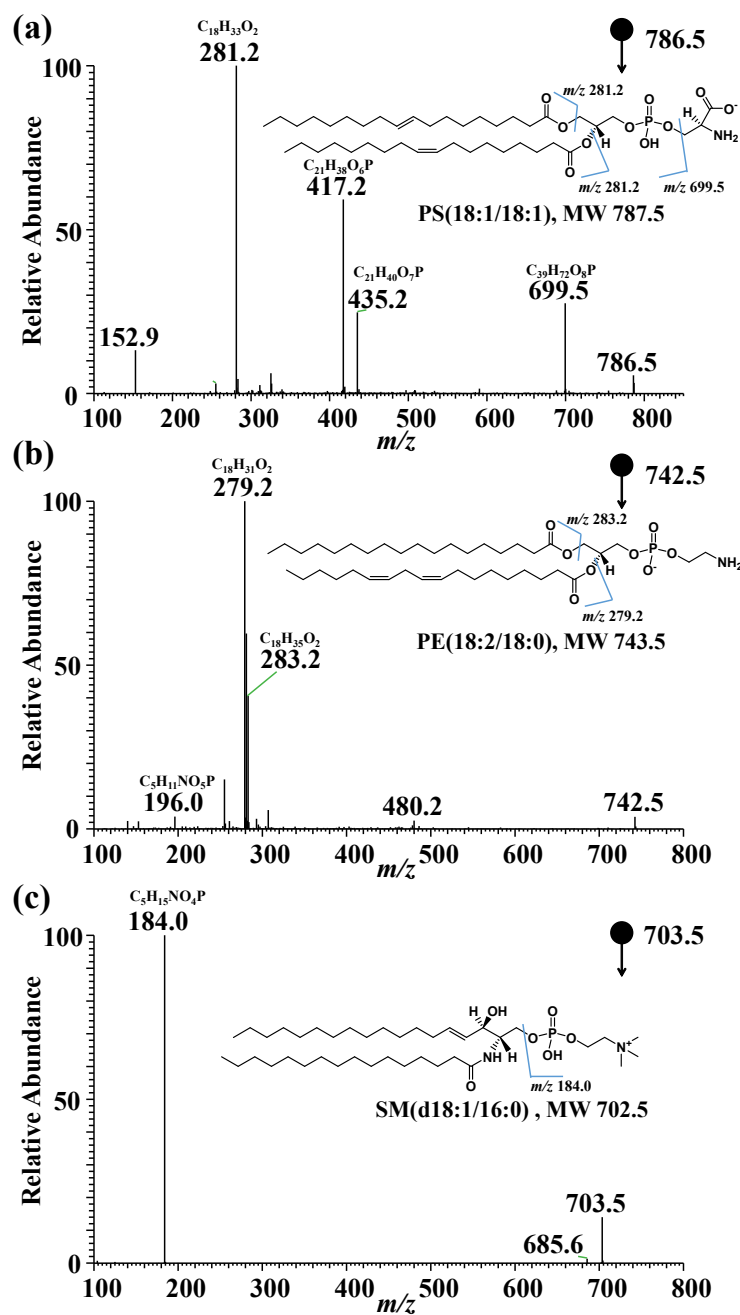 (a)
C18H33O2
281.2
786.5
100
50
0
Relative Abundance
152.9
C21H38O6P
417.2
C21H40O7P
435.2
C39H72O8P
699.5
786.5
m/z 281.2
O
O
O
O
P
O
OH
O
H
O
O-
NH2
H
O
O
m/z 281.2
m/z 699.5
PS(18:1/18:1), MW 787.5
100 200 300 400 500 600 700 800
m/z
(b)
C18H31O2
279.2
742.5
100
50
0
Relative Abundance
C18H35O2
283.2
C5H11NO5P
196.0
480.2
742.5
m/z 283.2
O
O
O
O
P
O-
O
NH2
H
O
O
m/z 279.2
PE(18:2/18:0), MW 743.5
100 200 300 400 500 600 700 800
m/z
(c)
C5H15NO4P
184.0
703.5
100
50
0
Relative Abundance
H OH
O
O
P
O
OH
N+
NH
H
O
m/z 184.0
SM(d18:1/16:0) , MW 702.5
685.6
703.5
100 200 300 400 500 600 700 800
m/z